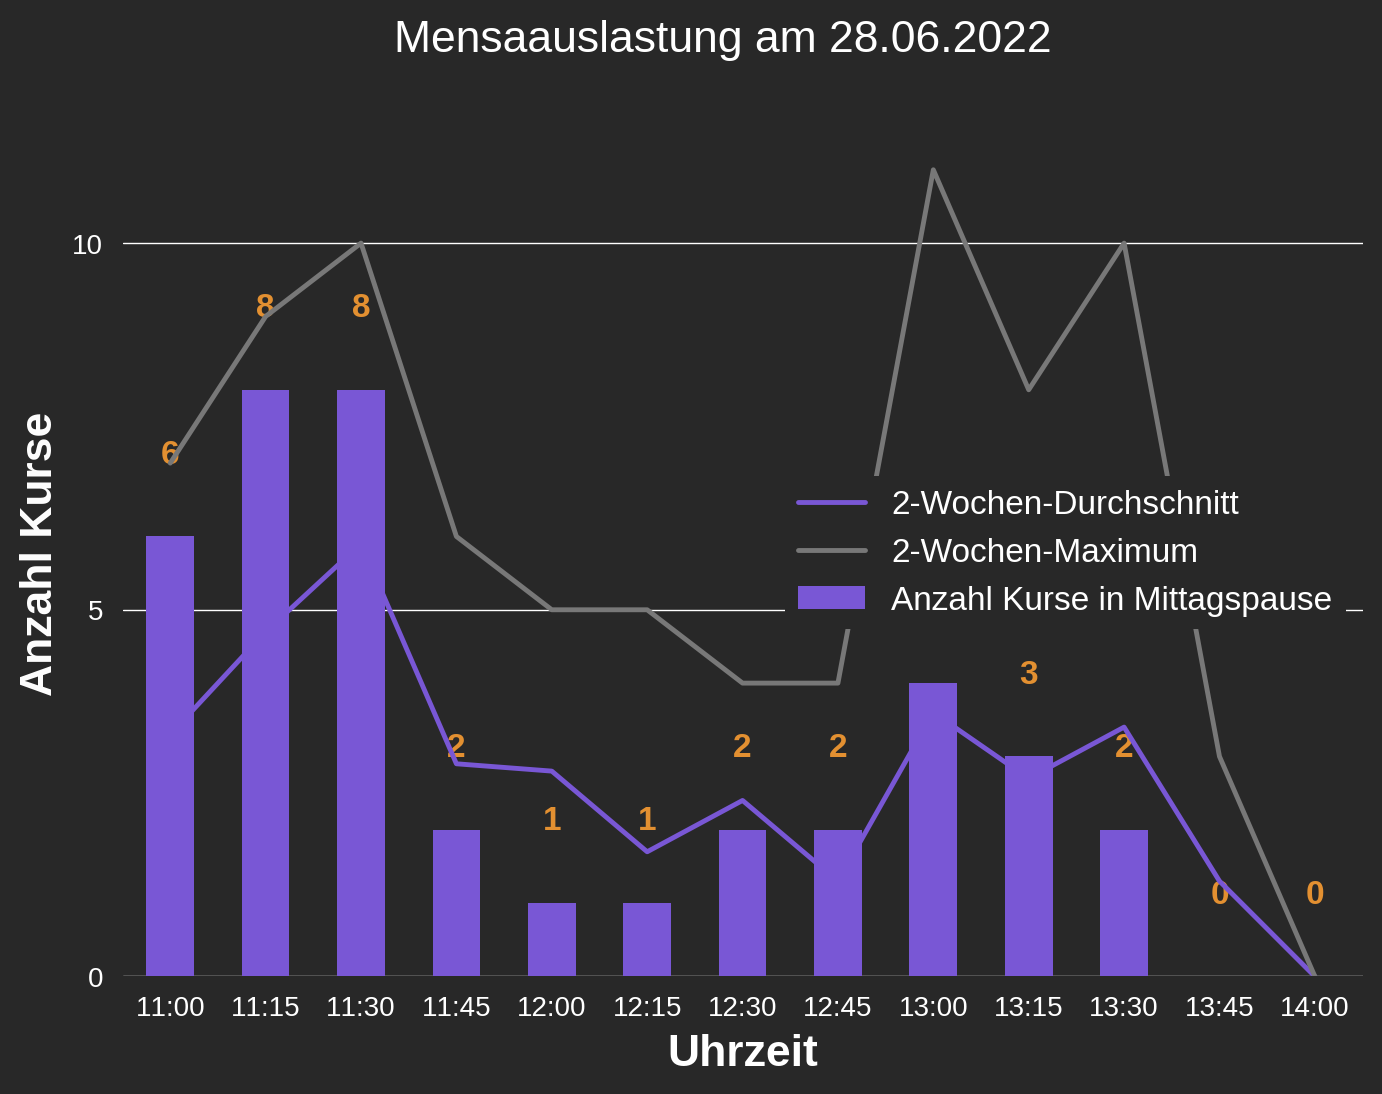 Mensaauslastung am 28.06.2022
10
8 8
6
Anzahl Kurse
2-Wochen-Durchschnitt
2-Wochen-Maximum
Anzahl Kurse in Mittagspause
5
3
2 2 2 2
1 1
0 0
0
11:00 11:15 11:30 11:45 12:00 12:15 12:30 12:45 13:00 13:15 13:30 13:45 14:00
Uhrzeit